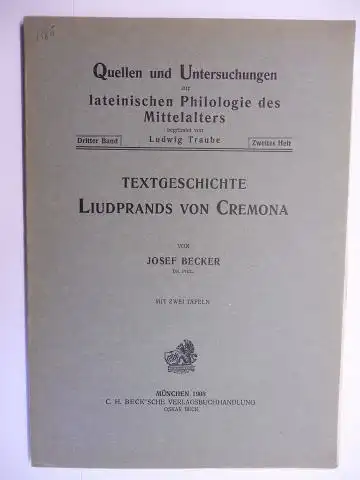 Quellen und Untersuchungen
zur
lateinischen Philologie des
Mittelalters
begründet von
Dritter Band Ludwig Traube Zweites Heft
TEXTGESCHICHTE
LIUDPRANDS VON CREMONA
VON
JOSEF BECKER
DR. PHIL.
MIT ZWEI TAFELN
MÜNCHEN 1908
C. H. BECK'SCHE VERLAGSBUCHHANDLUNG
OSKAR BECK